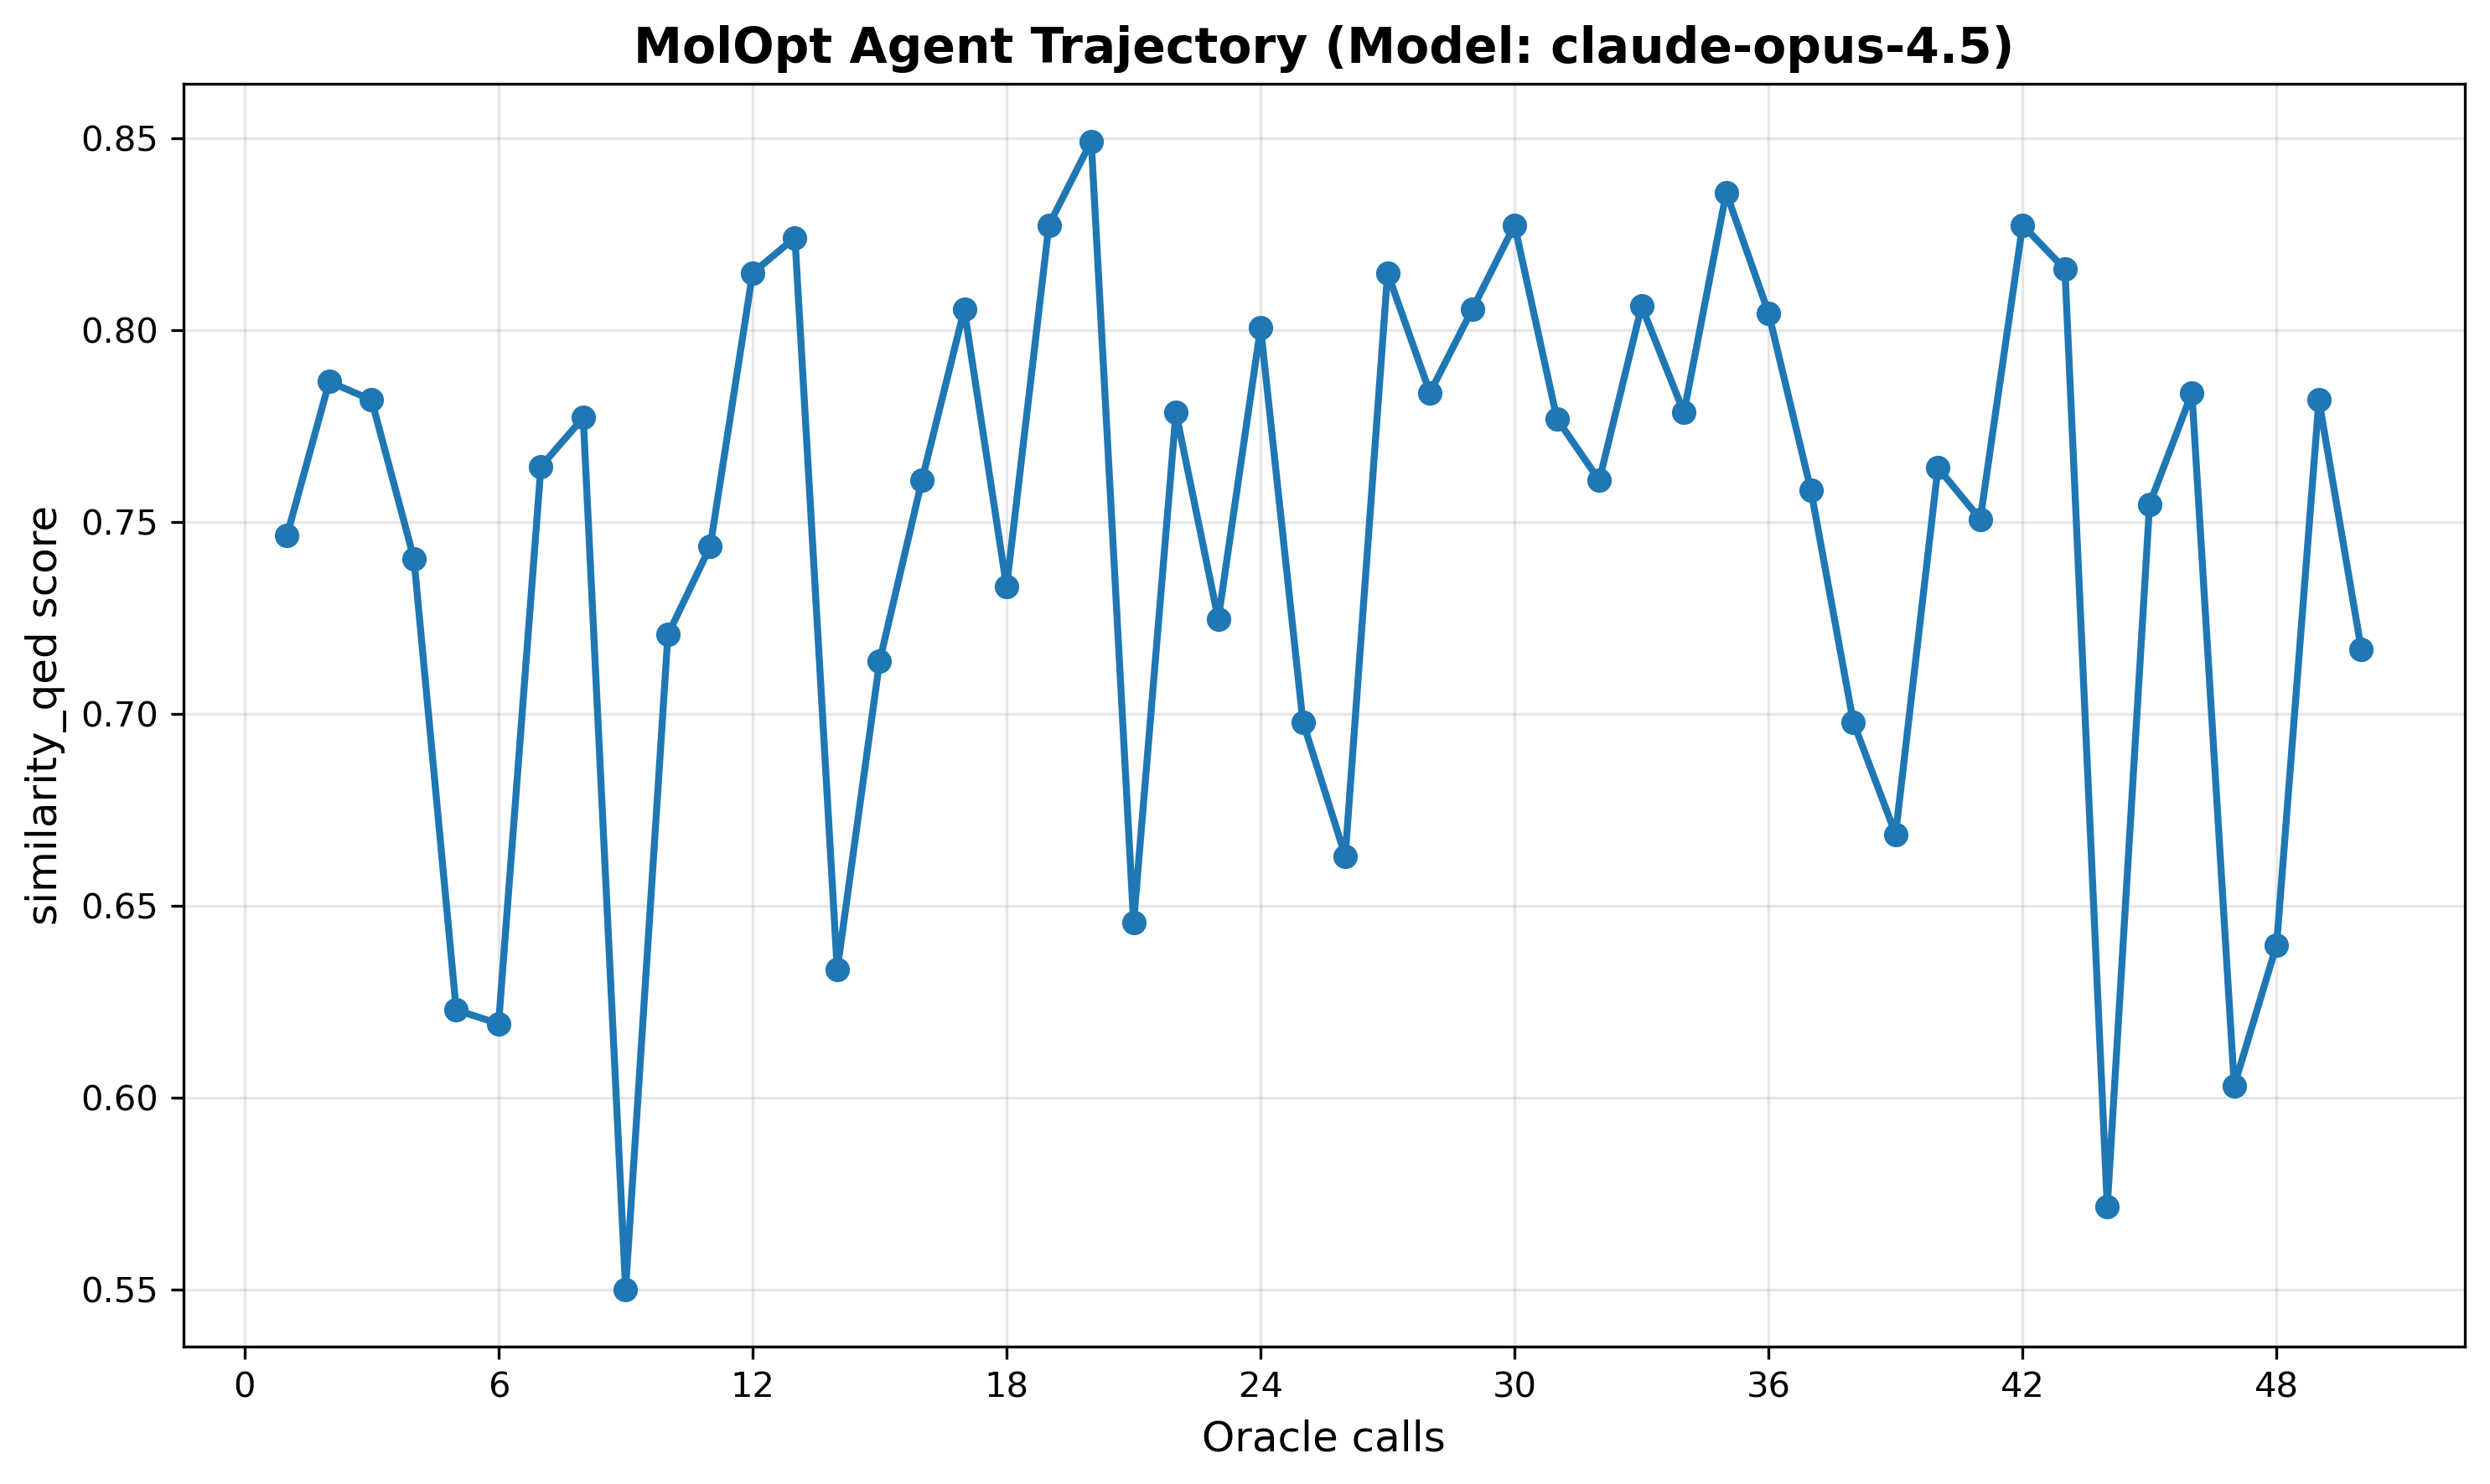 MolOpt Agent Trajectory (Model: claude-opus-4.5)
similarity_qed score
0.85
0.80
0.75
0.70
0.65
0.60
0.55
0 6 12 18 24 30 36 42 48
Oracle calls